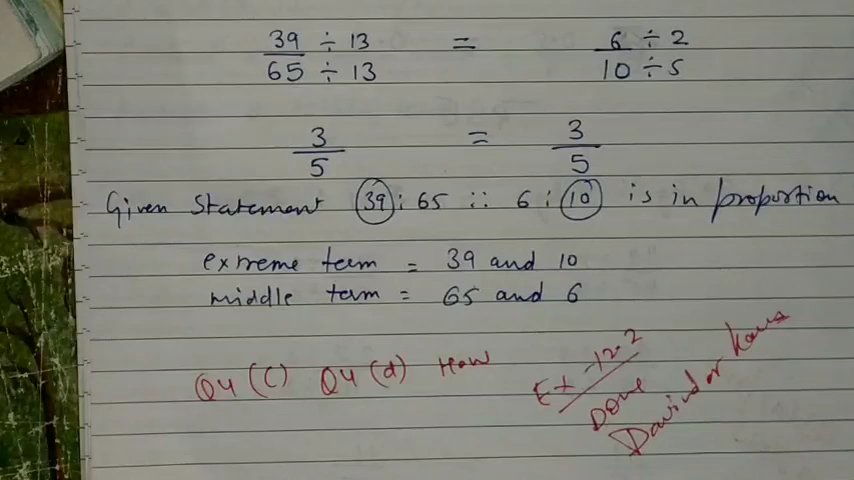 39 ÷ 13 = 6 ÷ 2
65 ÷ 13 10 ÷ 5
3 = 3
5 5
Given Statement 39 : 65 :: 6 : 10 is in proportion
extreme term = 39 and 10
middle term = 65 and 6
Q4 (C) Q4 (d) HW
Ex - 12.2
Done
Davinder Kaur